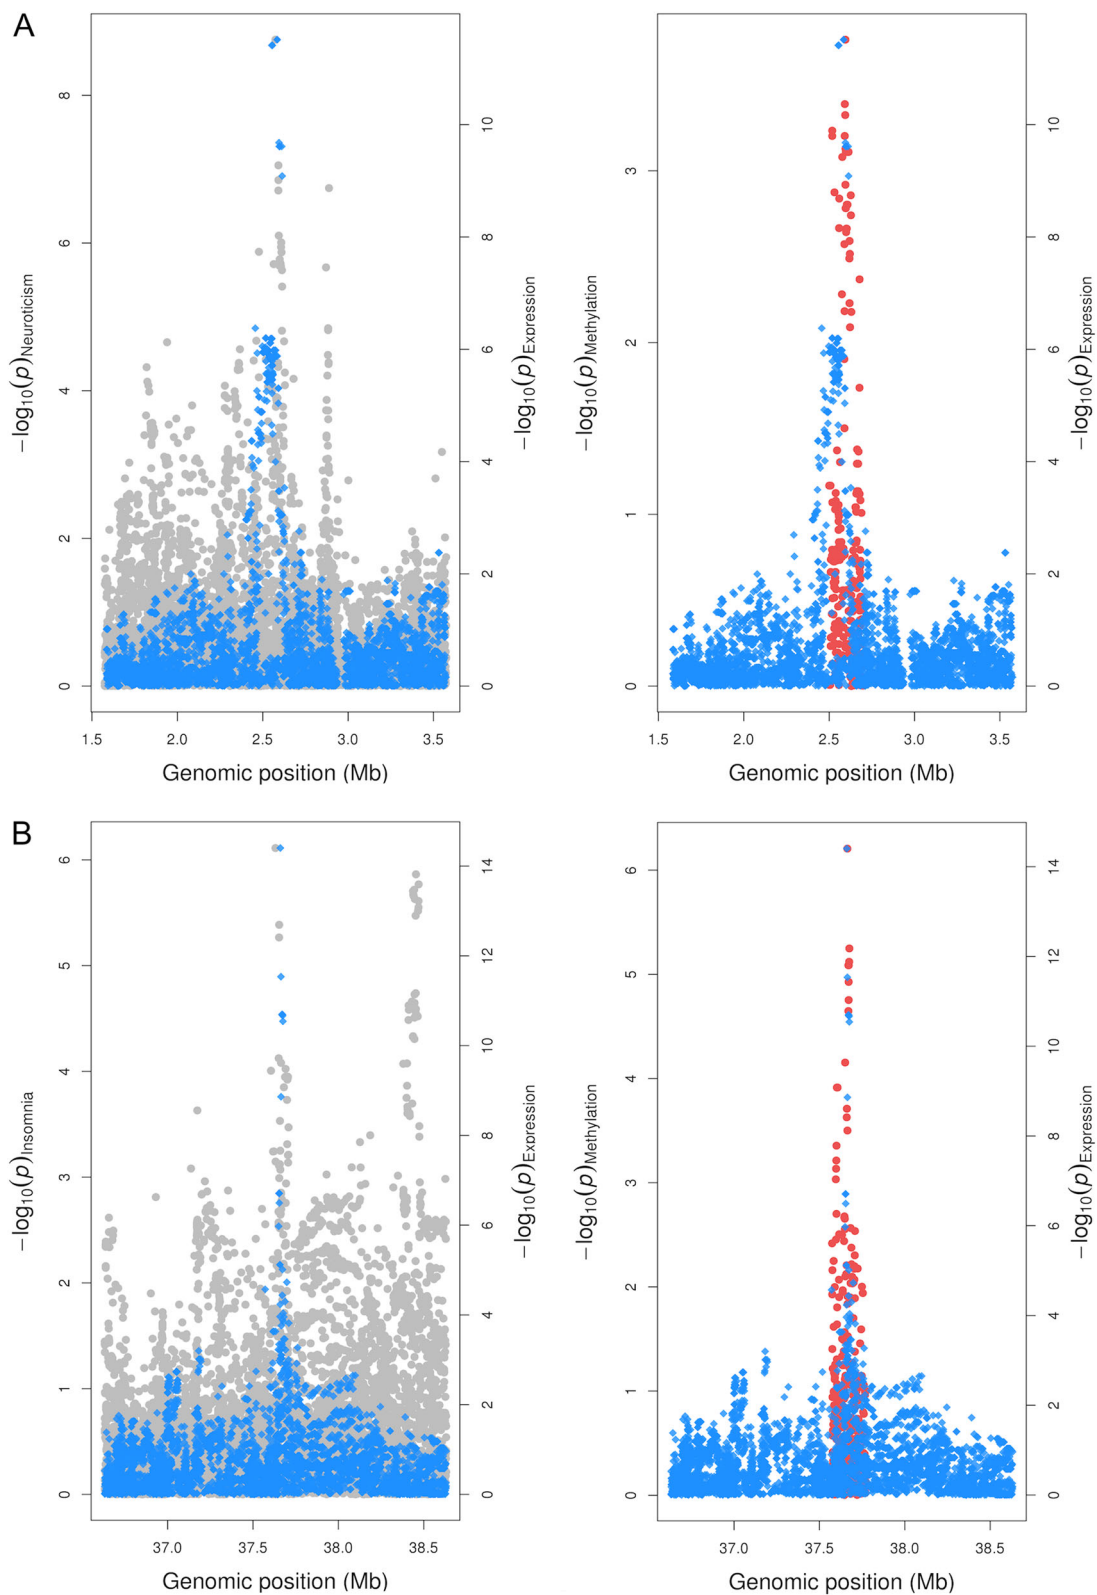 A
8
6
4
2
0
10
8
6
4
2
0
−log₁₀(p)Neuroticism
−log₁₀(p)Expression
1.5 2.0 2.5 3.0 3.5
Genomic position (Mb)
3
2
1
0
10
8
6
4
2
0
−log₁₀(p)Methylation
−log₁₀(p)Expression
1.5 2.0 2.5 3.0 3.5
Genomic position (Mb)
B
6
5
4
3
2
1
0
14
12
10
8
6
4
2
0
−log₁₀(p)Insomnia
−log₁₀(p)Expression
37.0 37.5 38.0 38.5
Genomic position (Mb)
6
5
4
3
2
1
0
14
12
10
8
6
4
2
0
−log₁₀(p)Methylation
−log₁₀(p)Expression
37.0 37.5 38.0 38.5
Genomic position (Mb)